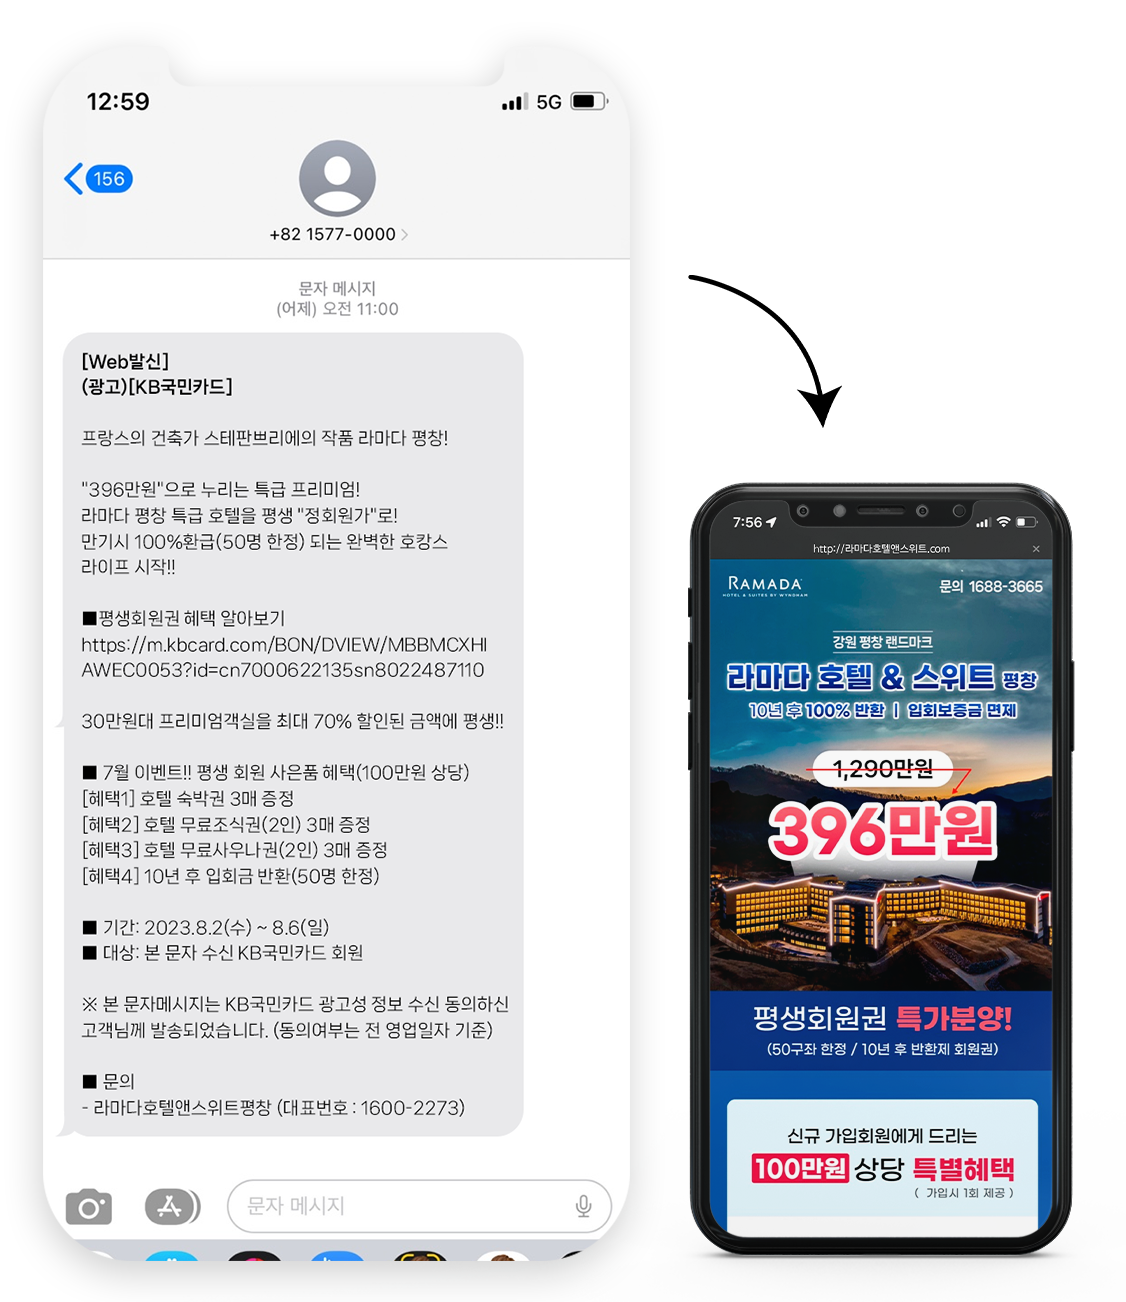 12:59
5G
156
+82 1577-0000
문자 메시지
(어제) 오전 11:00
[Web발신]
(광고)[KB국민카드]
프랑스의 건축가 스테판쁘리에의 작품 라마다 평창!
"396만원"으로 누리는 특급 프리미엄!
라마다 평창 특급 호텔을 평생 "정회원가"로!
만기시 100%환급(50명 한정) 되는 완벽한 호캉스
라이프 시작!!
■평생회원권 혜택 알아보기
https://m.kbcard.com/BON/DVIEW/MBBMCXHI
AWEC0053?id=cn7000622135sn8022487110
30만원대 프리미엄객실을 최대 70% 할인된 금액에 평생!!
■ 7월 이벤트!! 평생 회원 사은품 혜택(100만원 상당)
[혜택1] 호텔 숙박권 3매 증정
[혜택2] 호텔 무료조식권(2인) 3매 증정
[혜택3] 호텔 무료사우나권(2인) 3매 증정
[혜택4] 10년 후 입회금 반환(50명 한정)
■ 기간: 2023.8.2(수) ~ 8.6(일)
■ 대상: 본 문자 수신 KB국민카드 회원
※ 본 문자메시지는 KB국민카드 광고성 정보 수신 동의하신
고객님께 발송되었습니다. (동의여부는 전 영업일자 기준)
■ 문의
- 라마다호텔앤스위트평창 (대표번호 : 1600-2273)
문자 메시지
7:56
http://라마다호텔앤스위트.com
×
RAMADA
HOTEL & SUITES BY WYNDHAM
문의 1688-3665
강원 평창 랜드마크
라마다 호텔 & 스위트 평창
10년 후 100% 반환 | 입회보증금 면제
1,290만원
396만원
평생회원권 특가분양!
(50구좌 한정 / 10년 후 반환제 회원권)
신규 가입회원에게 드리는
100만원 상당 특별혜택
( 가입시 1회 제공 )